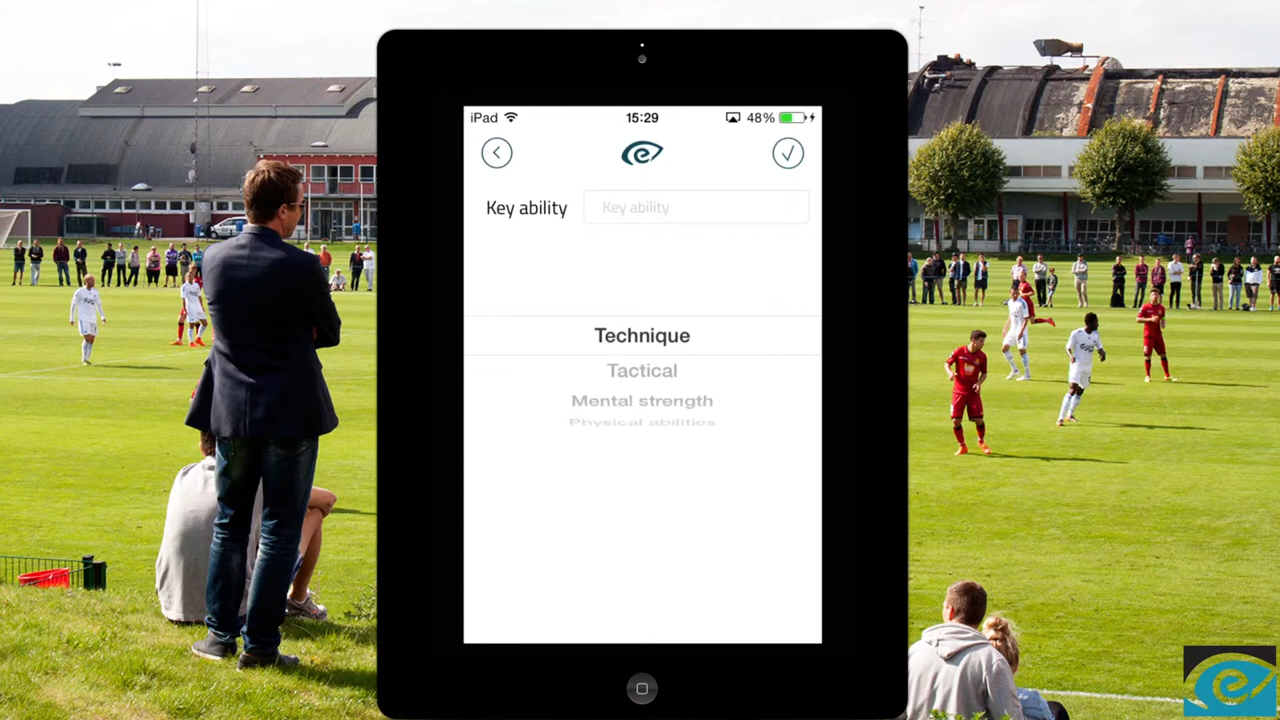 iPad 15:29 48%
Key ability Key ability
Technique
Tactical
Mental strength
Physical abilities